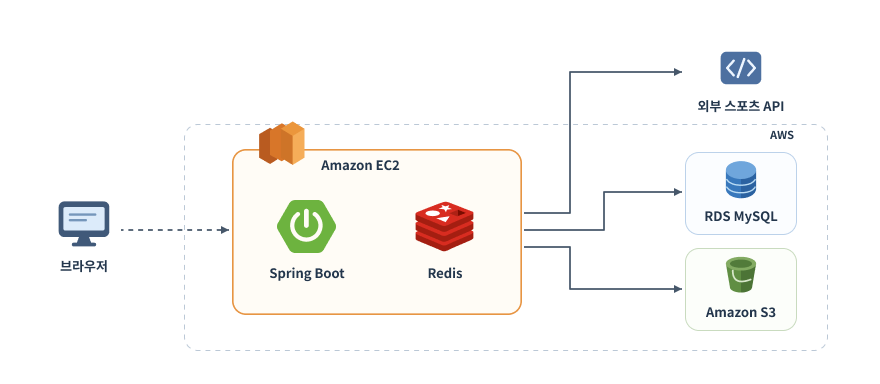 외부 스포츠 API
AWS
Amazon EC2
RDS MySQL
브라우저
Spring Boot
Redis
Amazon S3